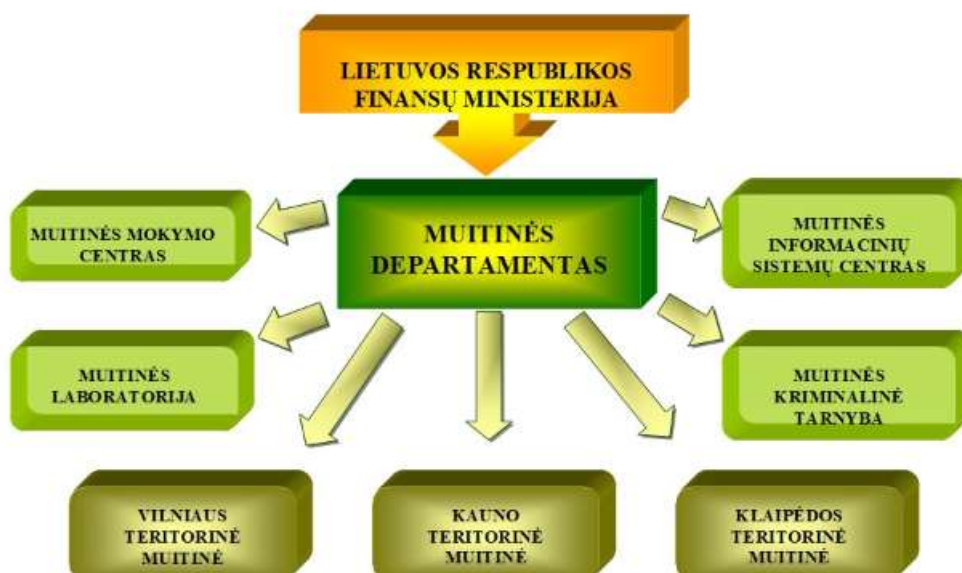 LIETUVOS RESPUBLIKOS
FINANSŲ MINISTERIJA
MUITINĖS MOKYMO
CENTRAS
MUITINĖS
DEPARTAMENTAS
MUITINĖS
INFORMACINIŲ
SISTEMŲ CENTRAS
MUITINĖS
LABORATORIJA
MUITINĖS
KRIMINALINĖ
TARNYBA
VILNIAUS
TERITORINĖ
MUITINĖ
KAUNO
TERITORINĖ
MUITINĖ
KLAIPĖDOS
TERITORINĖ
MUITINĖ